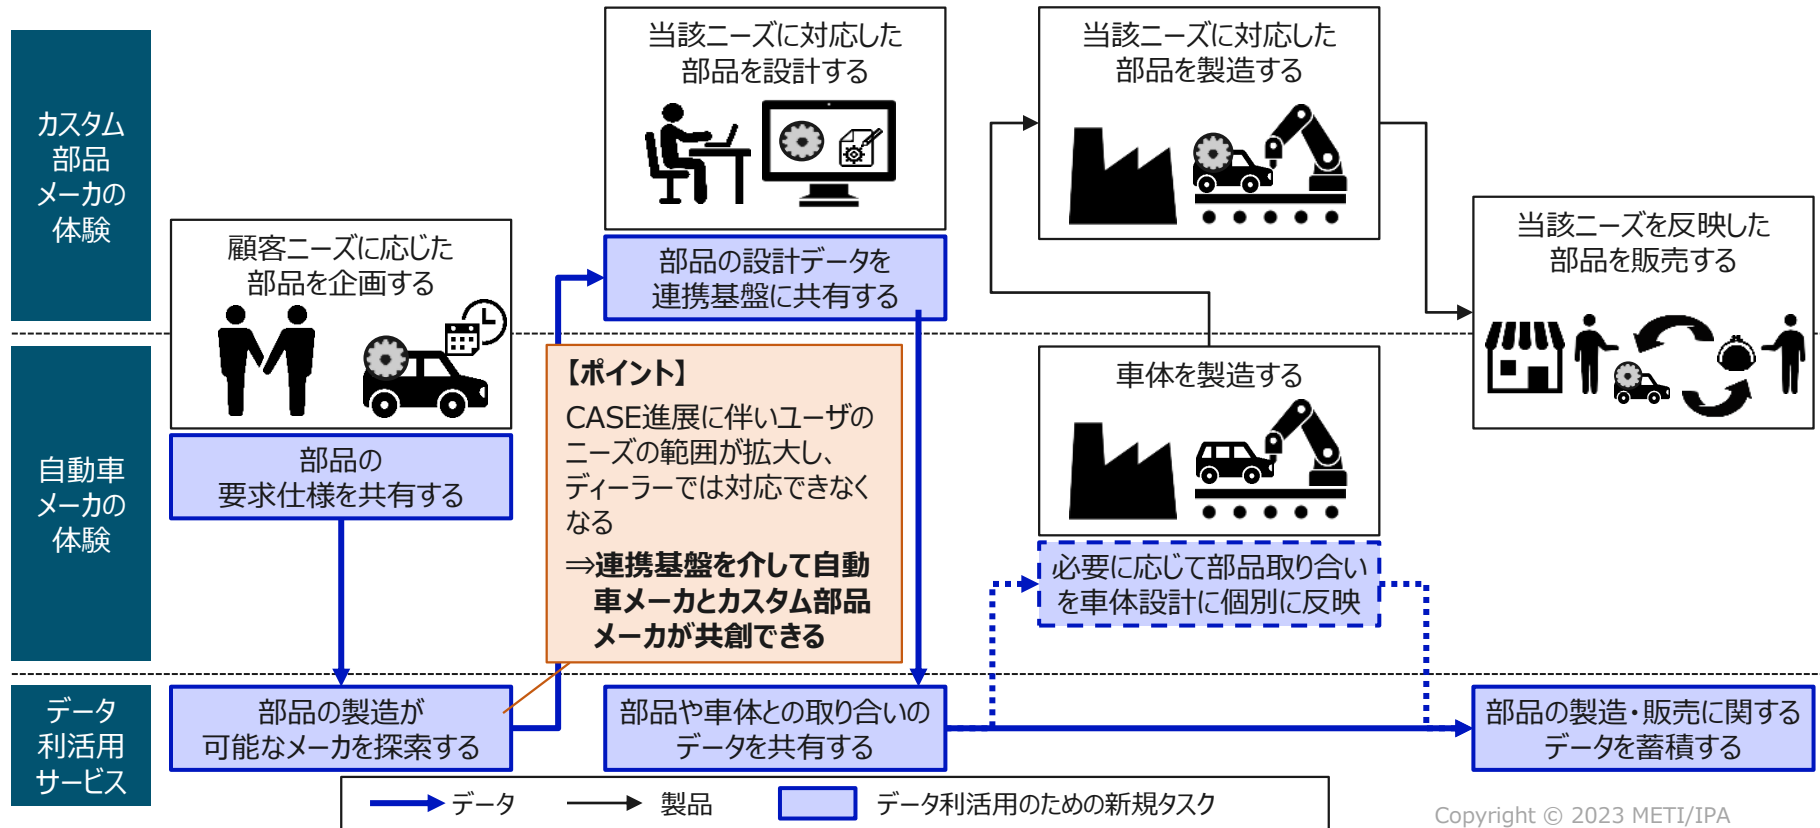 カスタム
部品
メーカの
体験
自動車
メーカの
体験
データ
利活用
サービス
顧客ニーズに応じた
部品を企画する
部品の
要求仕様を共有する
部品の製造が
可能なメーカを探索する
当該ニーズに対応した
部品を設計する
部品の設計データを
連携基盤に共有する
【ポイント】
CASE進展に伴いユーザの
ニーズの範囲が拡大し、
ディーラーでは対応できなく
なる
⇒連携基盤を介して自動
車メーカとカスタム部品
メーカが共創できる
部品や車体との取り合いの
データを共有する
当該ニーズに対応した
部品を製造する
車体を製造する
必要に応じて部品取り合い
を車体設計に個別に反映
当該ニーズを反映した
部品を販売する
部品の製造・販売に関する
データを蓄積する
データ
製品
データ利活用のための新規タスク
Copyright © 2023 METI/IPA